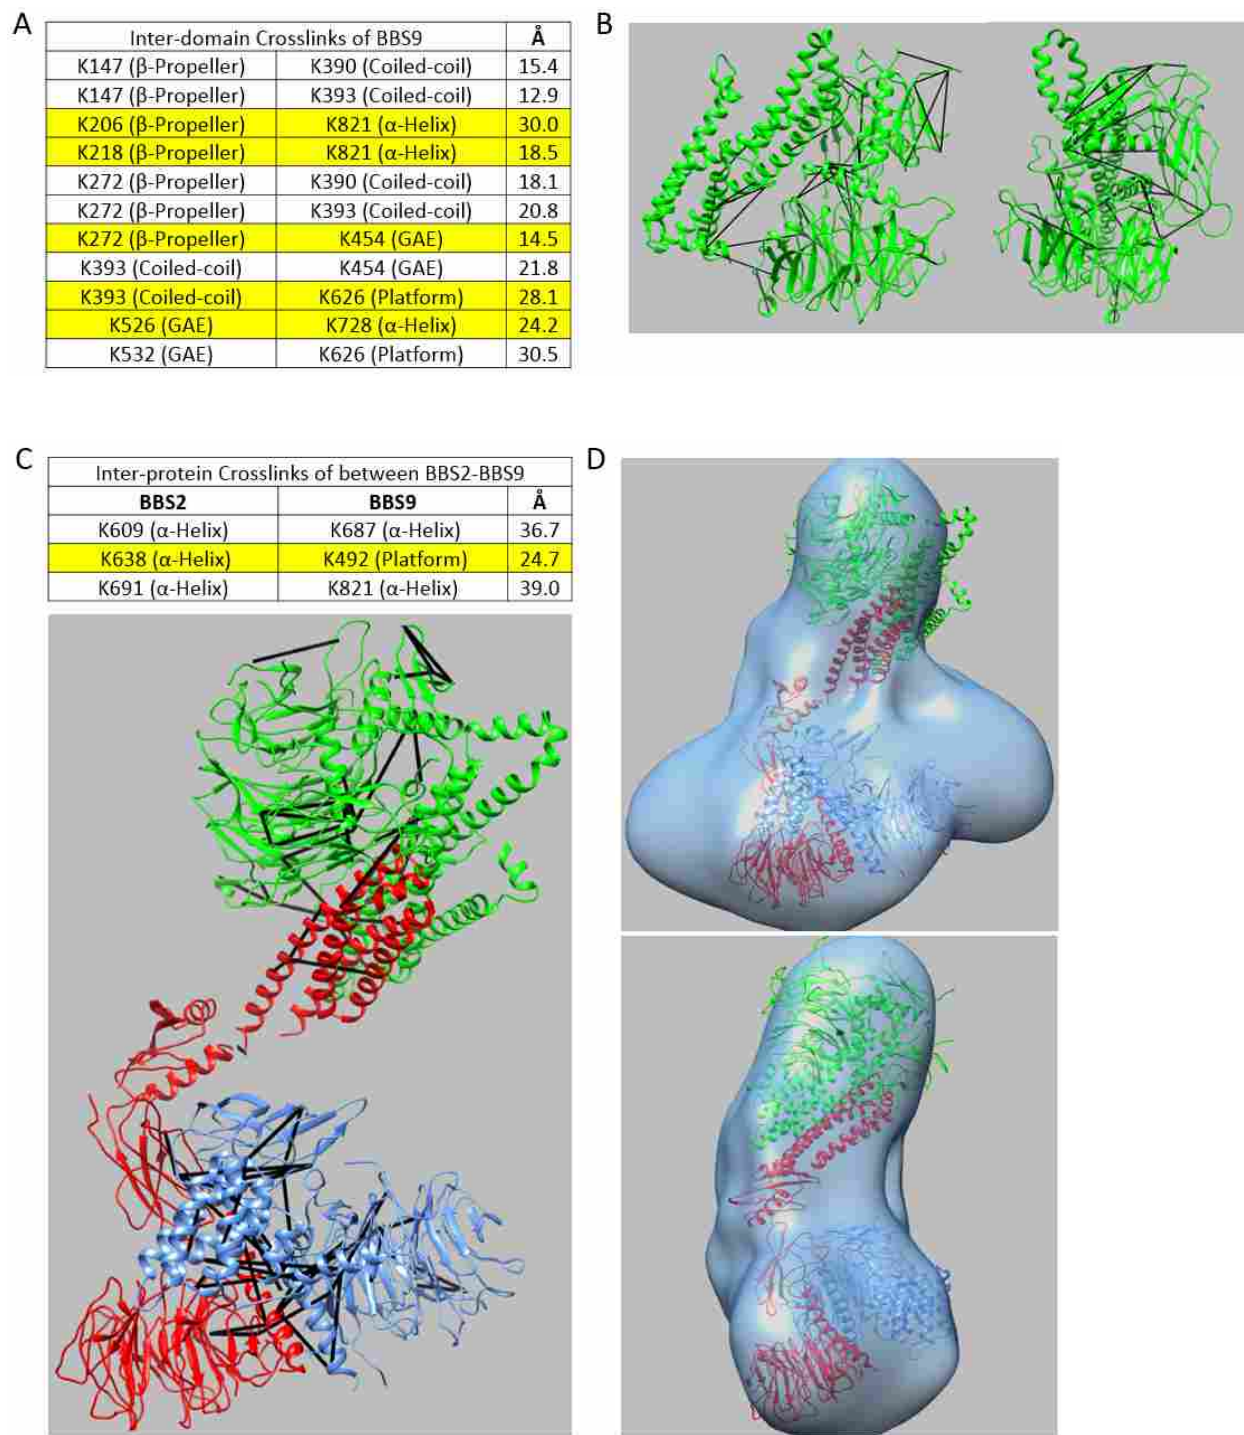 A
B
Inter-domain Crosslinks of BBS9 Å
K147 (β-Propeller) K390 (Coiled-coil) 15.4
K147 (β-Propeller) K393 (Coiled-coil) 12.9
K206 (β-Propeller) K821 (α-Helix) 30.0
K218 (β-Propeller) K821 (α-Helix) 18.5
K272 (β-Propeller) K390 (Coiled-coil) 18.1
K272 (β-Propeller) K393 (Coiled-coil) 20.8
K272 (β-Propeller) K454 (GAE) 14.5
K393 (Coiled-coil) K454 (GAE) 21.8
K393 (Coiled-coil) K626 (Platform) 28.1
K526 (GAE) K728 (α-Helix) 24.2
K532 (GAE) K626 (Platform) 30.5
C
D
Inter-protein Crosslinks of between BBS2-BBS9
BBS2 BBS9 Å
K609 (α-Helix) K687 (α-Helix) 36.7
K638 (α-Helix) K492 (Platform) 24.7
K691 (α-Helix) K821 (α-Helix) 39.0